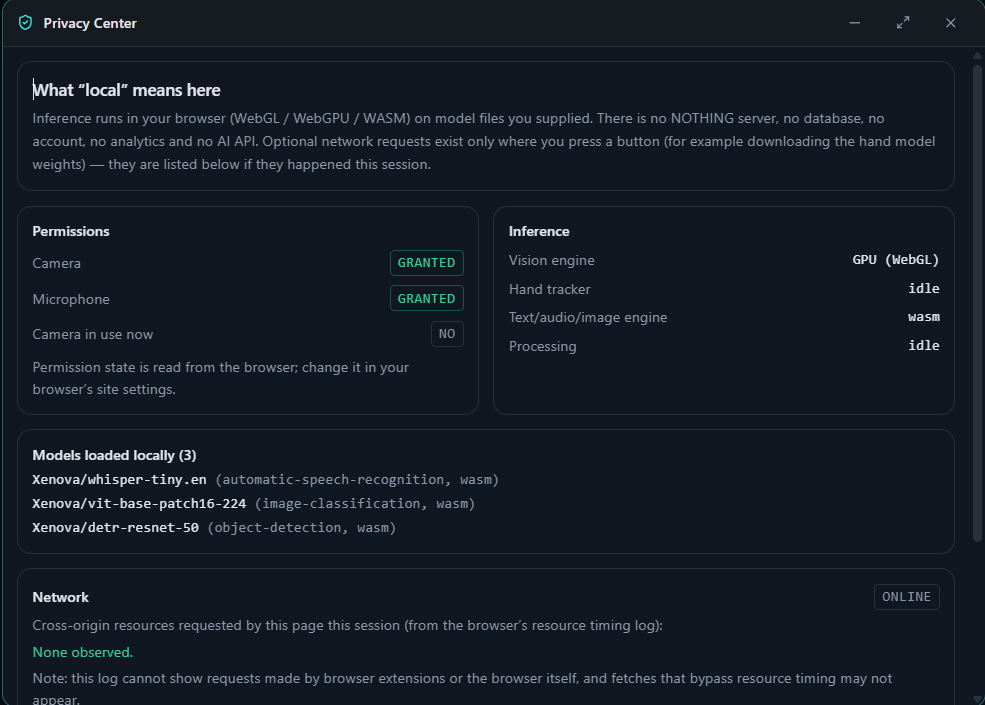 Privacy Center
What “local” means here
Inference runs in your browser (WebGL / WebGPU / WASM) on model files you supplied. There is no NOTHING server, no database, no
account, no analytics and no AI API. Optional network requests exist only where you press a button (for example downloading the hand model
weights) — they are listed below if they happened this session.
Permissions
Camera GRANTED
Microphone GRANTED
Camera in use now NO
Permission state is read from the browser; change it in your
browser’s site settings.
Inference
Vision engine GPU (WebGL)
Hand tracker idle
Text/audio/image engine wasm
Processing idle
Models loaded locally (3)
Xenova/whisper-tiny.en (automatic-speech-recognition, wasm)
Xenova/vit-base-patch16-224 (image-classification, wasm)
Xenova/detr-resnet-50 (object-detection, wasm)
Network ONLINE
Cross-origin resources requested by this page this session (from the browser’s resource timing log):
None observed.
Note: this log cannot show requests made by browser extensions or the browser itself, and fetches that bypass resource timing may not
appear.